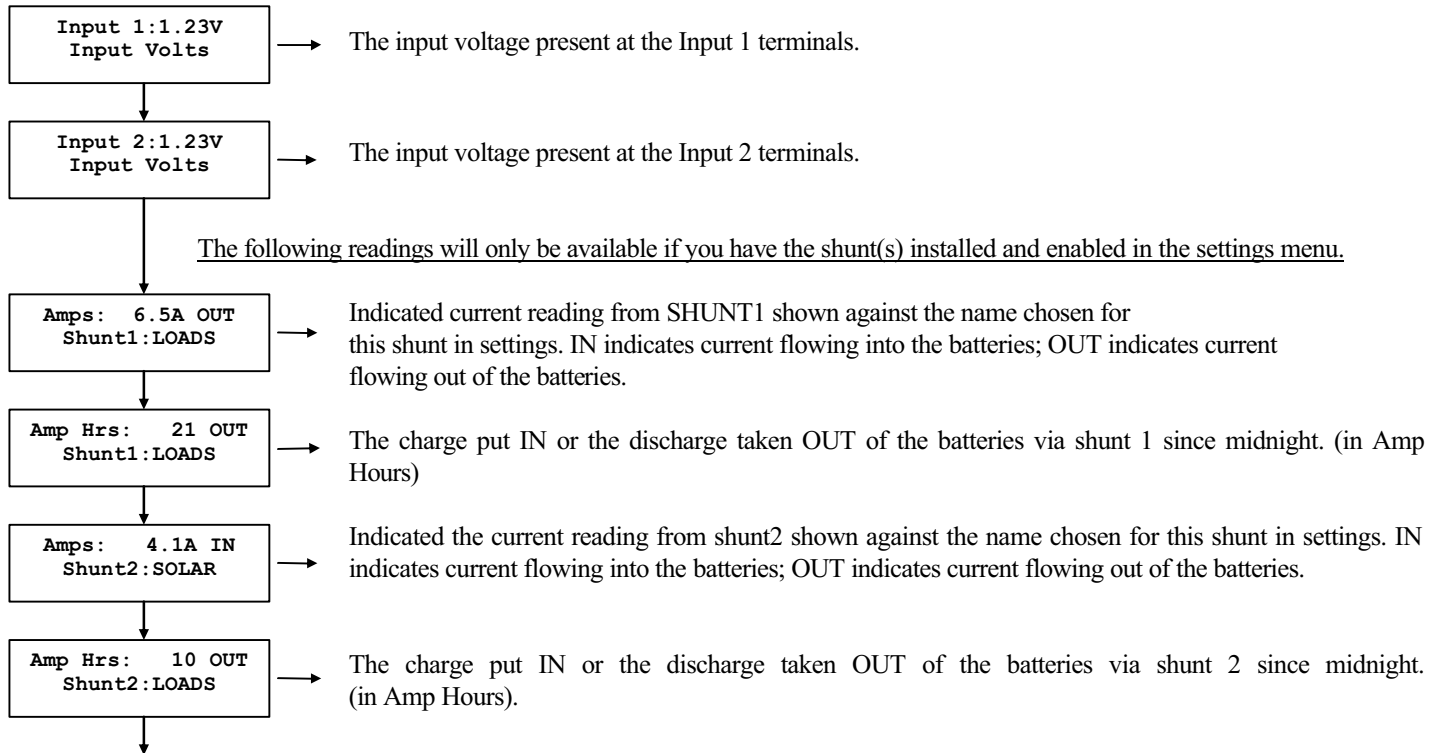 Input 1:1.23V
Input Volts
The input voltage present at the Input 1 terminals.
Input 2:1.23V
Input Volts
The input voltage present at the Input 2 terminals.
The following readings will only be available if you have the shunt(s) installed and enabled in the settings menu.
Amps: 6.5A OUT
Shunt1:LOADS
Indicated current reading from SHUNT1 shown against the name chosen for
this shunt in settings. IN indicates current flowing into the batteries; OUT indicates current
flowing out of the batteries.
Amp Hrs: 21 OUT
Shunt1:LOADS
The charge put IN or the discharge taken OUT of the batteries via shunt 1 since midnight. (in Amp
Hours)
Amps: 4.1A IN
Shunt2:SOLAR
Indicated the current reading from shunt2 shown against the name chosen for this shunt in settings. IN
indicates current flowing into the batteries; OUT indicates current flowing out of the batteries.
Amp Hrs: 10 OUT
Shunt2:LOADS
The charge put IN or the discharge taken OUT of the batteries via shunt 2 since midnight.
(in Amp Hours).